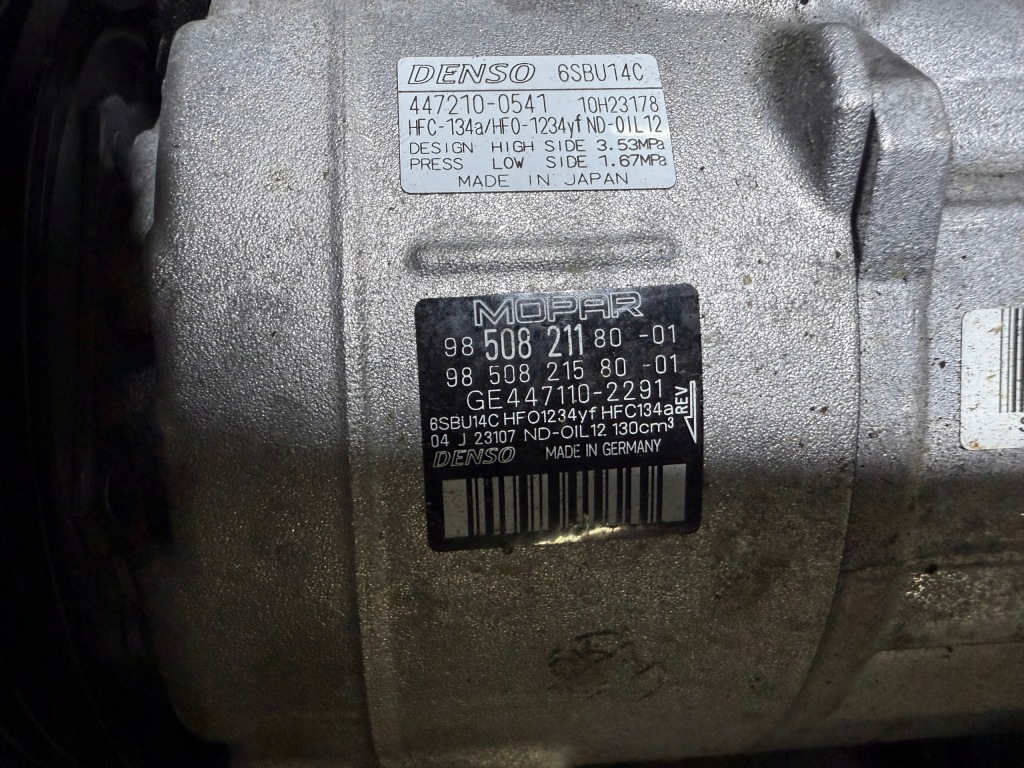 DENSO 6SBU14C
447210-0541 10H23178
HFC-134a/HFO-1234yf ND-OIL12
DESIGN HIGH SIDE 3.53MPa
PRESS LOW SIDE 1.67MPa
MADE IN JAPAN
MOPAR
98 508 211 80 -01
98 508 215 80 -01
GE447110-2291
6SBU14C HFO1234yf HFC134a
REV
04 J 23107 ND-OIL12 130cm³
DENSO MADE IN GERMANY